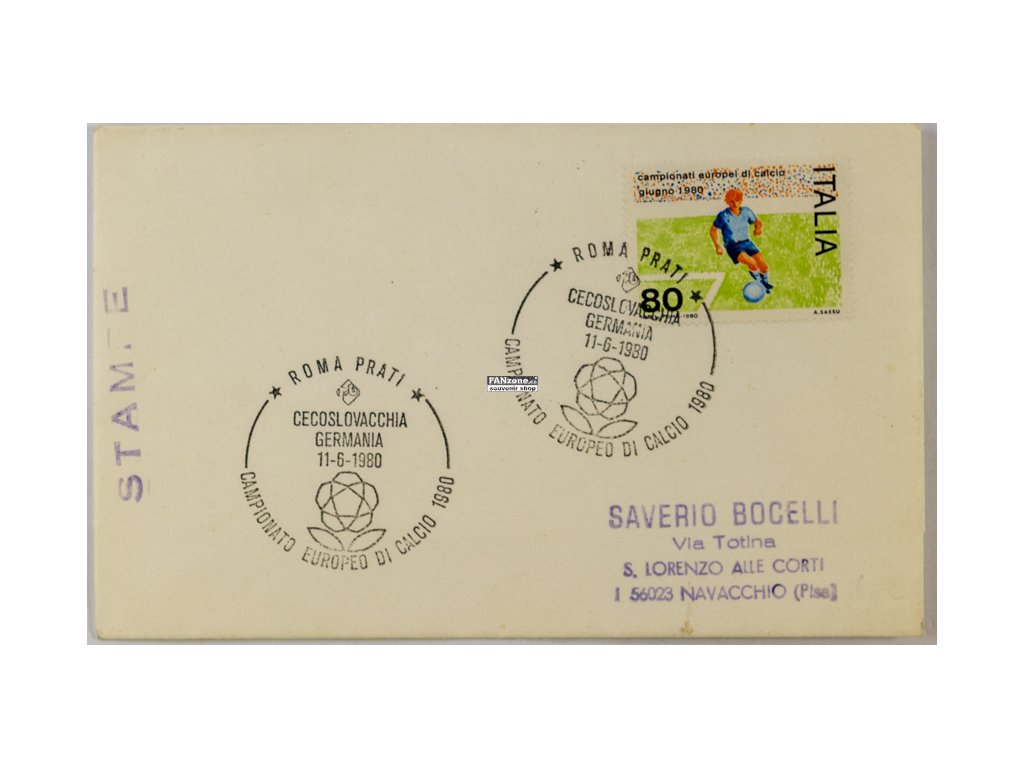 campionati europei di calcio
giugno 1980
ITALIA
80
A.SASSU
ROMA PRATI
CECOSLOVACCHIA
GERMANIA
11-6-1980
CAMPIONATO EUROPEO DI CALCIO 1980
STAMPE
FANzone
souvenir shop
ROMA PRATI
CECOSLOVACCHIA
GERMANIA
11-6-1980
CAMPIONATO EUROPEO DI CALCIO 1980
SAVERIO BOCELLI
Via Totina
S. LORENZO ALLE CORTI
I 56023 NAVACCHIO (Pisa)